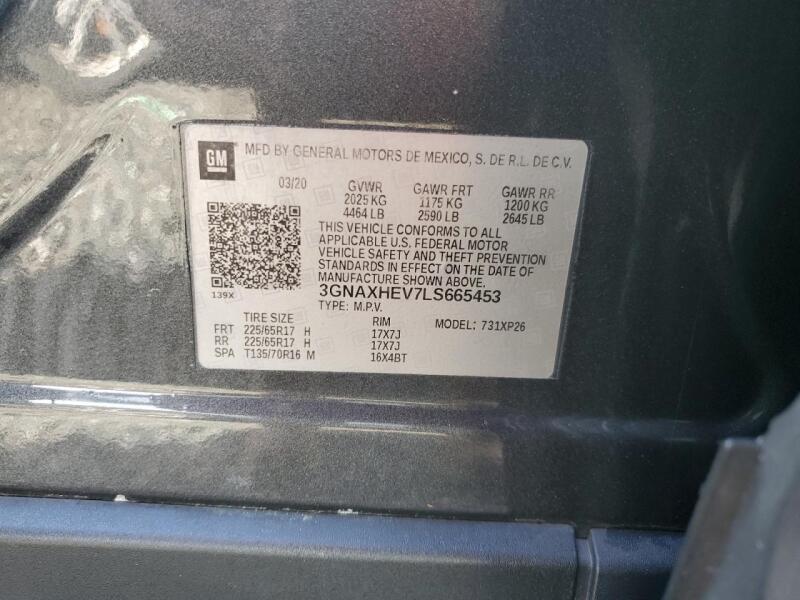 GM MFD BY GENERAL MOTORS DE MEXICO, S. DE R.L. DE C.V.
03/20 GVWR GAWR FRT GAWR RR
2025 KG 1175 KG 1200 KG
4464 LB 2590 LB 2645 LB
THIS VEHICLE CONFORMS TO ALL
APPLICABLE U.S. FEDERAL MOTOR
VEHICLE SAFETY AND THEFT PREVENTION
STANDARDS IN EFFECT ON THE DATE OF
MANUFACTURE SHOWN ABOVE.
139X 3GNAXHEV7LS665453
TYPE: M.P.V.
TIRE SIZE RIM MODEL: 731XP26
FRT 225/65R17 H 17X7J
RR 225/65R17 H 17X7J
SPA T135/70R16 M 16X4BT